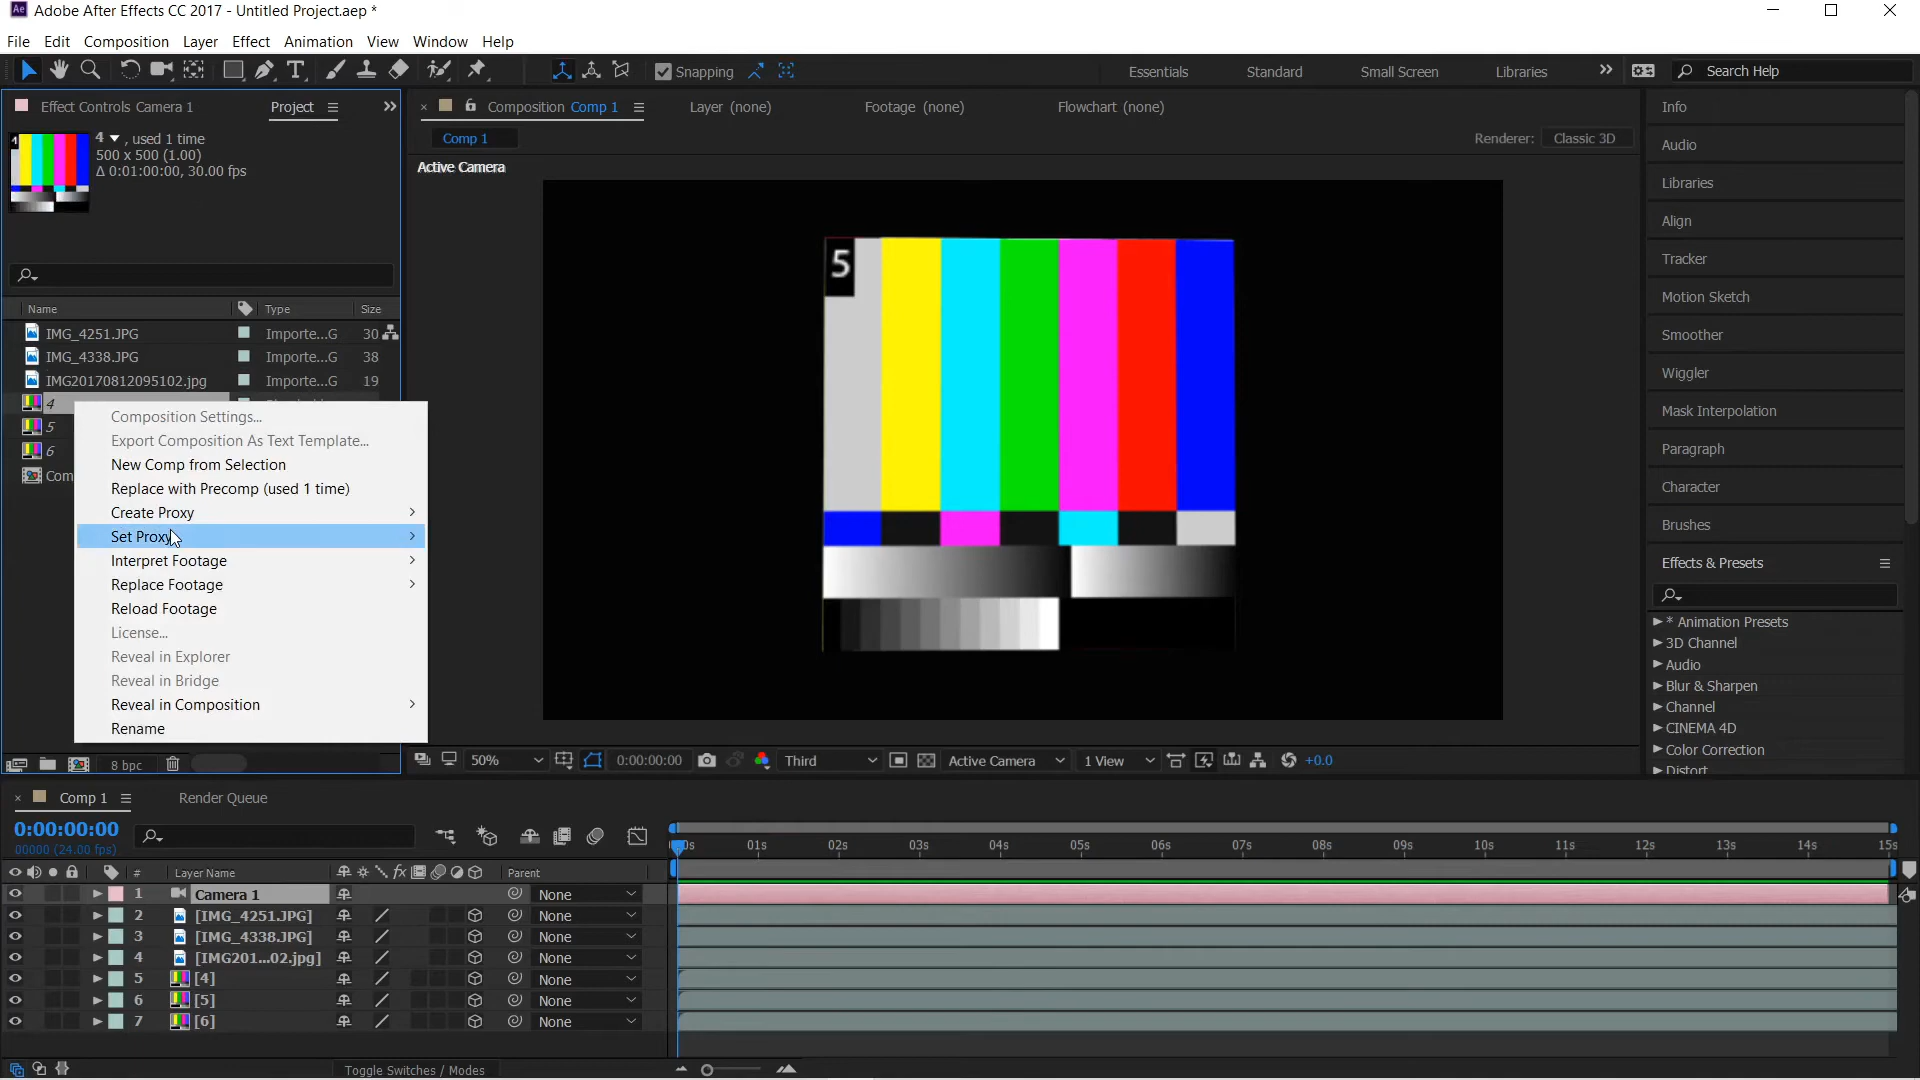 Ae Adobe After Effects CC 2017 - Untitled Project.aep *
File Edit Composition Layer Effect Animation View Window Help
Snapping Essentials Standard Small Screen Libraries Search Help
Effect Controls Camera 1 Project
4 , used 1 time
500 x 500 (1.00)
Δ 0:01:00:00, 30.00 fps
Name Type Size
IMG_4251.JPG Importe...G 30
IMG_4338.JPG Importe...G 38
IMG20170812095102.jpg Importe...G 19
4
5
6
Com
Composition Settings...
Export Composition As Text Template...
New Comp from Selection
Replace with Precomp (used 1 time)
Create Proxy
Set Proxy
Interpret Footage
Replace Footage
Reload Footage
License...
Reveal in Explorer
Reveal in Bridge
Reveal in Composition
Rename
8 bpc
Composition Comp 1 Layer (none) Footage (none) Flowchart (none)
Comp 1 Renderer: Classic 3D
Active Camera
5
50% 0:00:00:00 Third Active Camera 1 View +0.0
Info
Audio
Libraries
Align
Tracker
Motion Sketch
Smoother
Wiggler
Mask Interpolation
Paragraph
Character
Brushes
Effects & Presets
* Animation Presets
3D Channel
Audio
Blur & Sharpen
Channel
CINEMA 4D
Color Correction
Distort
Comp 1 Render Queue
0:00:00:00
00000 (24.00 fps)
01s 02s 03s 04s 05s 06s 07s 08s 09s 10s 11s 12s 13s 14s 15s
# Layer Name fx Parent
1 Camera 1 None
2 [IMG_4251.JPG] None
3 [IMG_4338.JPG] None
4 [IMG201...02.jpg] None
5 [4] None
6 [5] None
7 [6] None
Toggle Switches / Modes